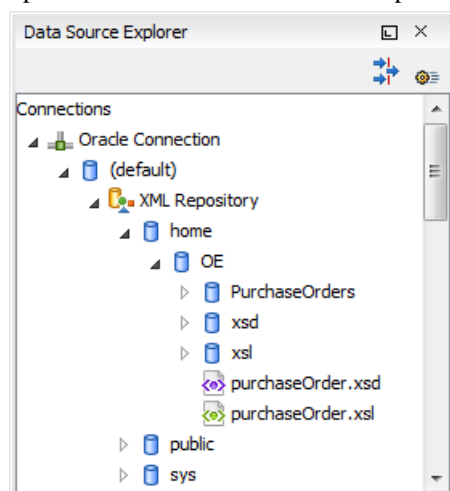 Data Source Explorer
Connections
Oracle Connection
(default)
XML Repository
home
OE
PurchaseOrders
xsd
xsl
purchaseOrder.xsd
purchaseOrder.xsl
public
sys